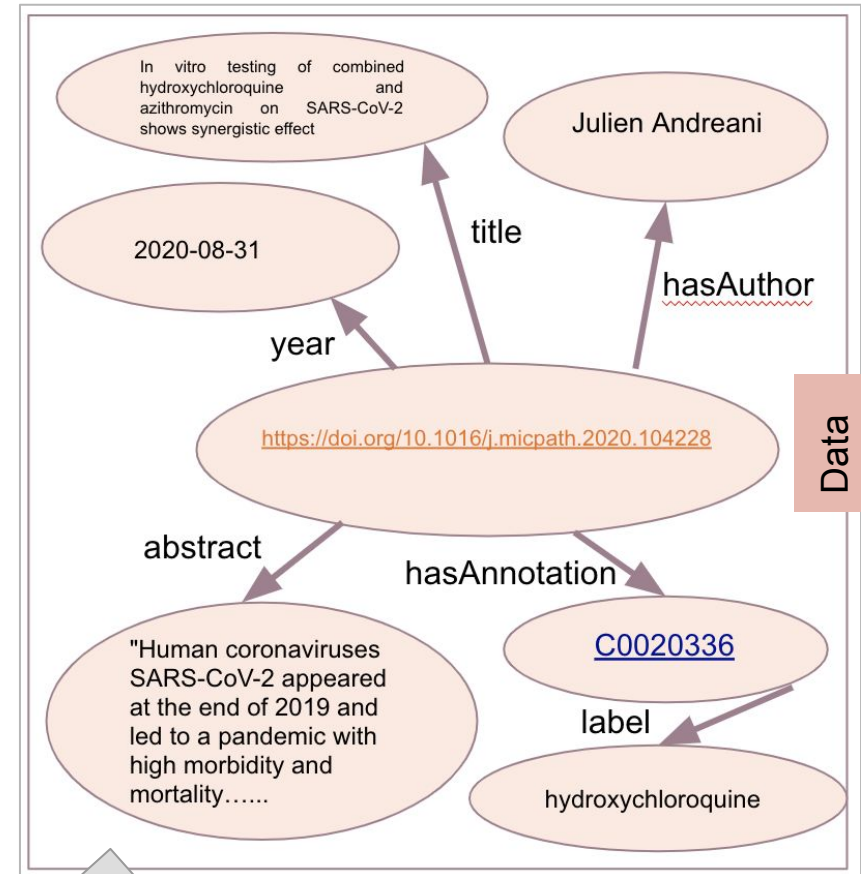 In vitro testing of combined
hydroxychloroquine and
azithromycin on SARS-CoV-2
shows synergistic effect
Julien Andreani
title
2020-08-31
hasAuthor
year
https://doi.org/10.1016/j.micpath.2020.104228
Data
abstract
hasAnnotation
"Human coronaviruses
SARS-CoV-2 appeared
at the end of 2019 and
led to a pandemic with
high morbidity and
mortality…...
C0020336
label
hydroxychloroquine